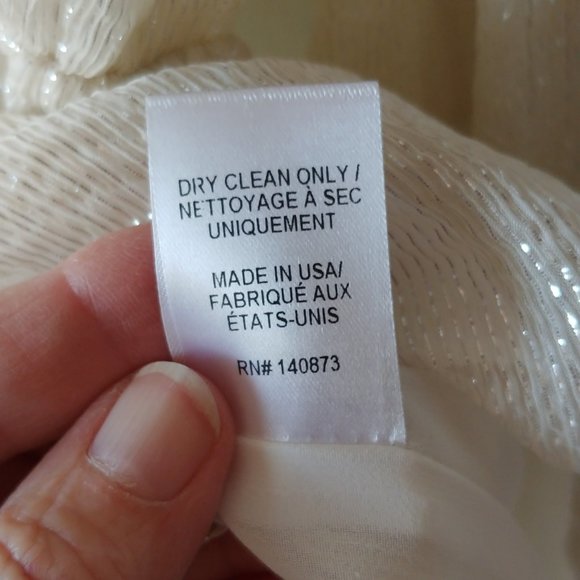 DRY CLEAN ONLY /
NETTOYAGE À SEC
UNIQUEMENT
MADE IN USA/
FABRIQUÉ AUX
ÉTATS-UNIS
RN# 140873